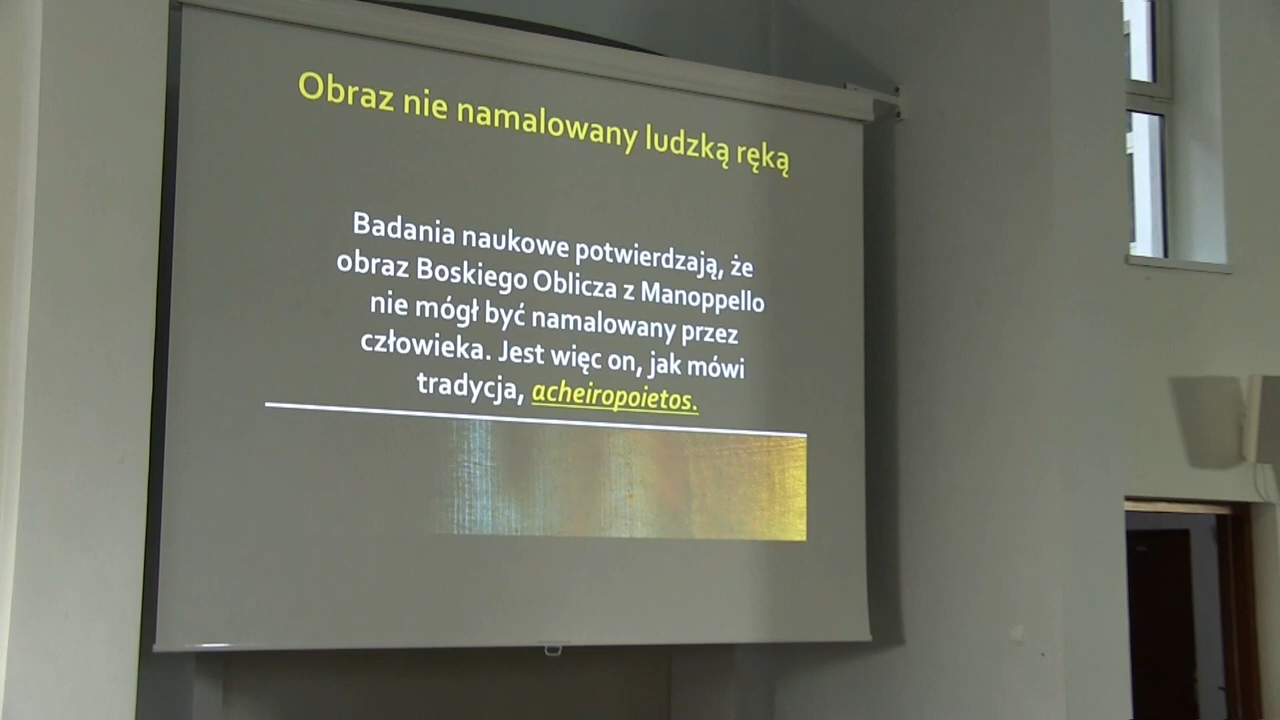 Obraz nie namalowany ludzką ręką
Badania naukowe potwierdzają, że
obraz Boskiego Oblicza z Manoppello
nie mógł być namalowany przez
człowieka. Jest więc on, jak mówi
tradycja, acheiropoietos.